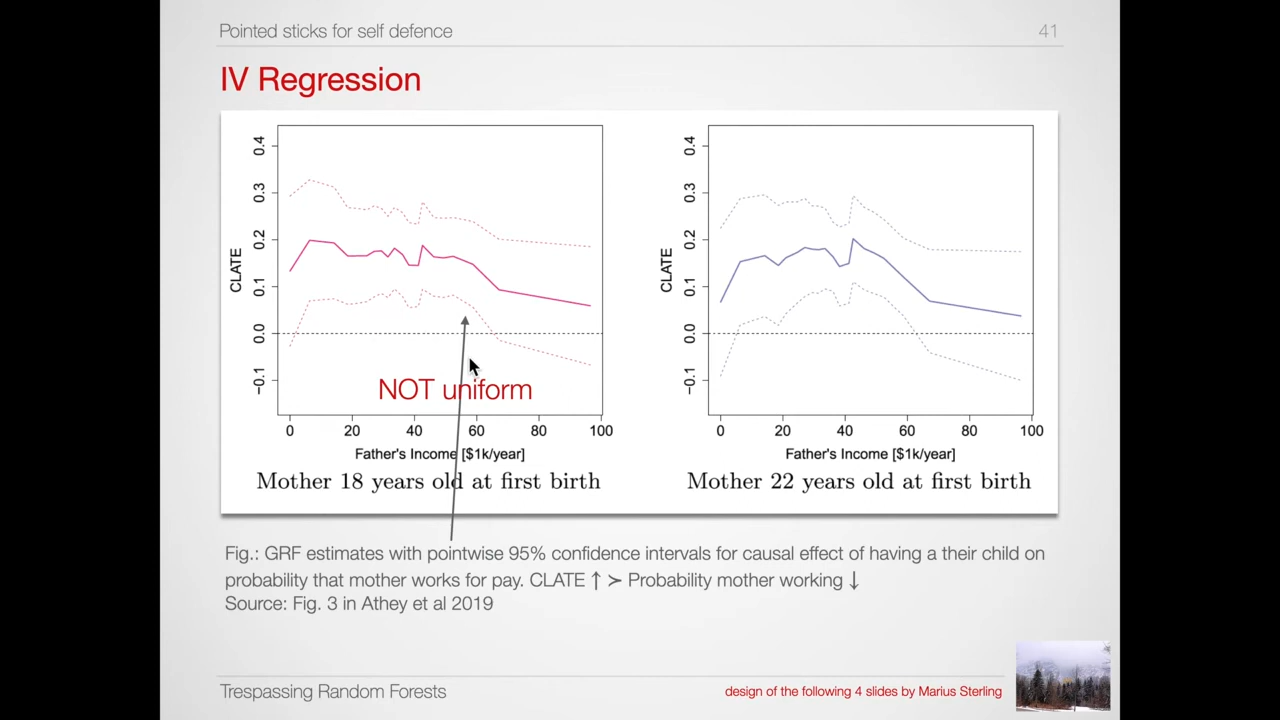 Pointed sticks for self defence 41
IV Regression
0.4
0.3
0.2
0.1
0.0
−0.1
CLATE
NOT uniform
0 20 40 60 80 100
Father's Income [$1k/year]
Mother 18 years old at first birth
0.4
0.3
0.2
0.1
0.0
−0.1
CLATE
0 20 40 60 80 100
Father's Income [$1k/year]
Mother 22 years old at first birth
Fig.: GRF estimates with pointwise 95% confidence intervals for causal effect of having a their child on
probability that mother works for pay. CLATE ↑ ≻ Probability mother working ↓
Source: Fig. 3 in Athey et al 2019
Trespassing Random Forests
design of the following 4 slides by Marius Sterling